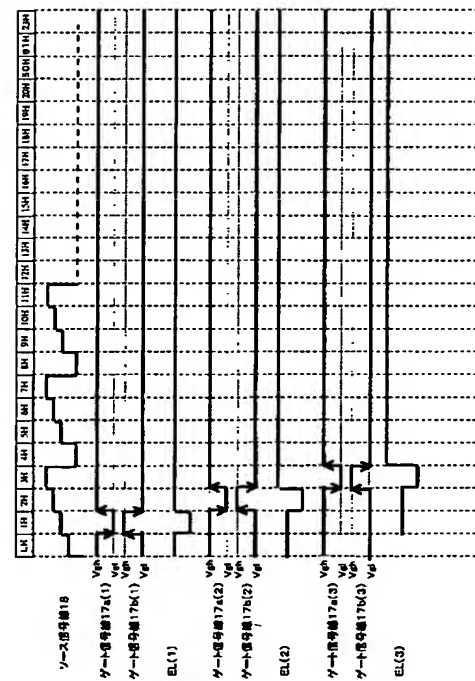 LH 1H 2H 3H 4H 5H 6H 7H 8H 9H 10H 11H 12H 13H 14H 15H 16H 17H 18H 19H 20H
ソース信号線18
ゲート信号線17a(1)
Vgh
Vgl
ゲート信号線17b(1)
Vgh
Vgl
EL(1)
ゲート信号線17a(2)
Vgh
Vgl
ゲート信号線17b(2)
Vgh
Vgl
EL(2)
ゲート信号線17a(3)
Vgh
Vgl
ゲート信号線17b(3)
Vgh
Vgl
EL(3)